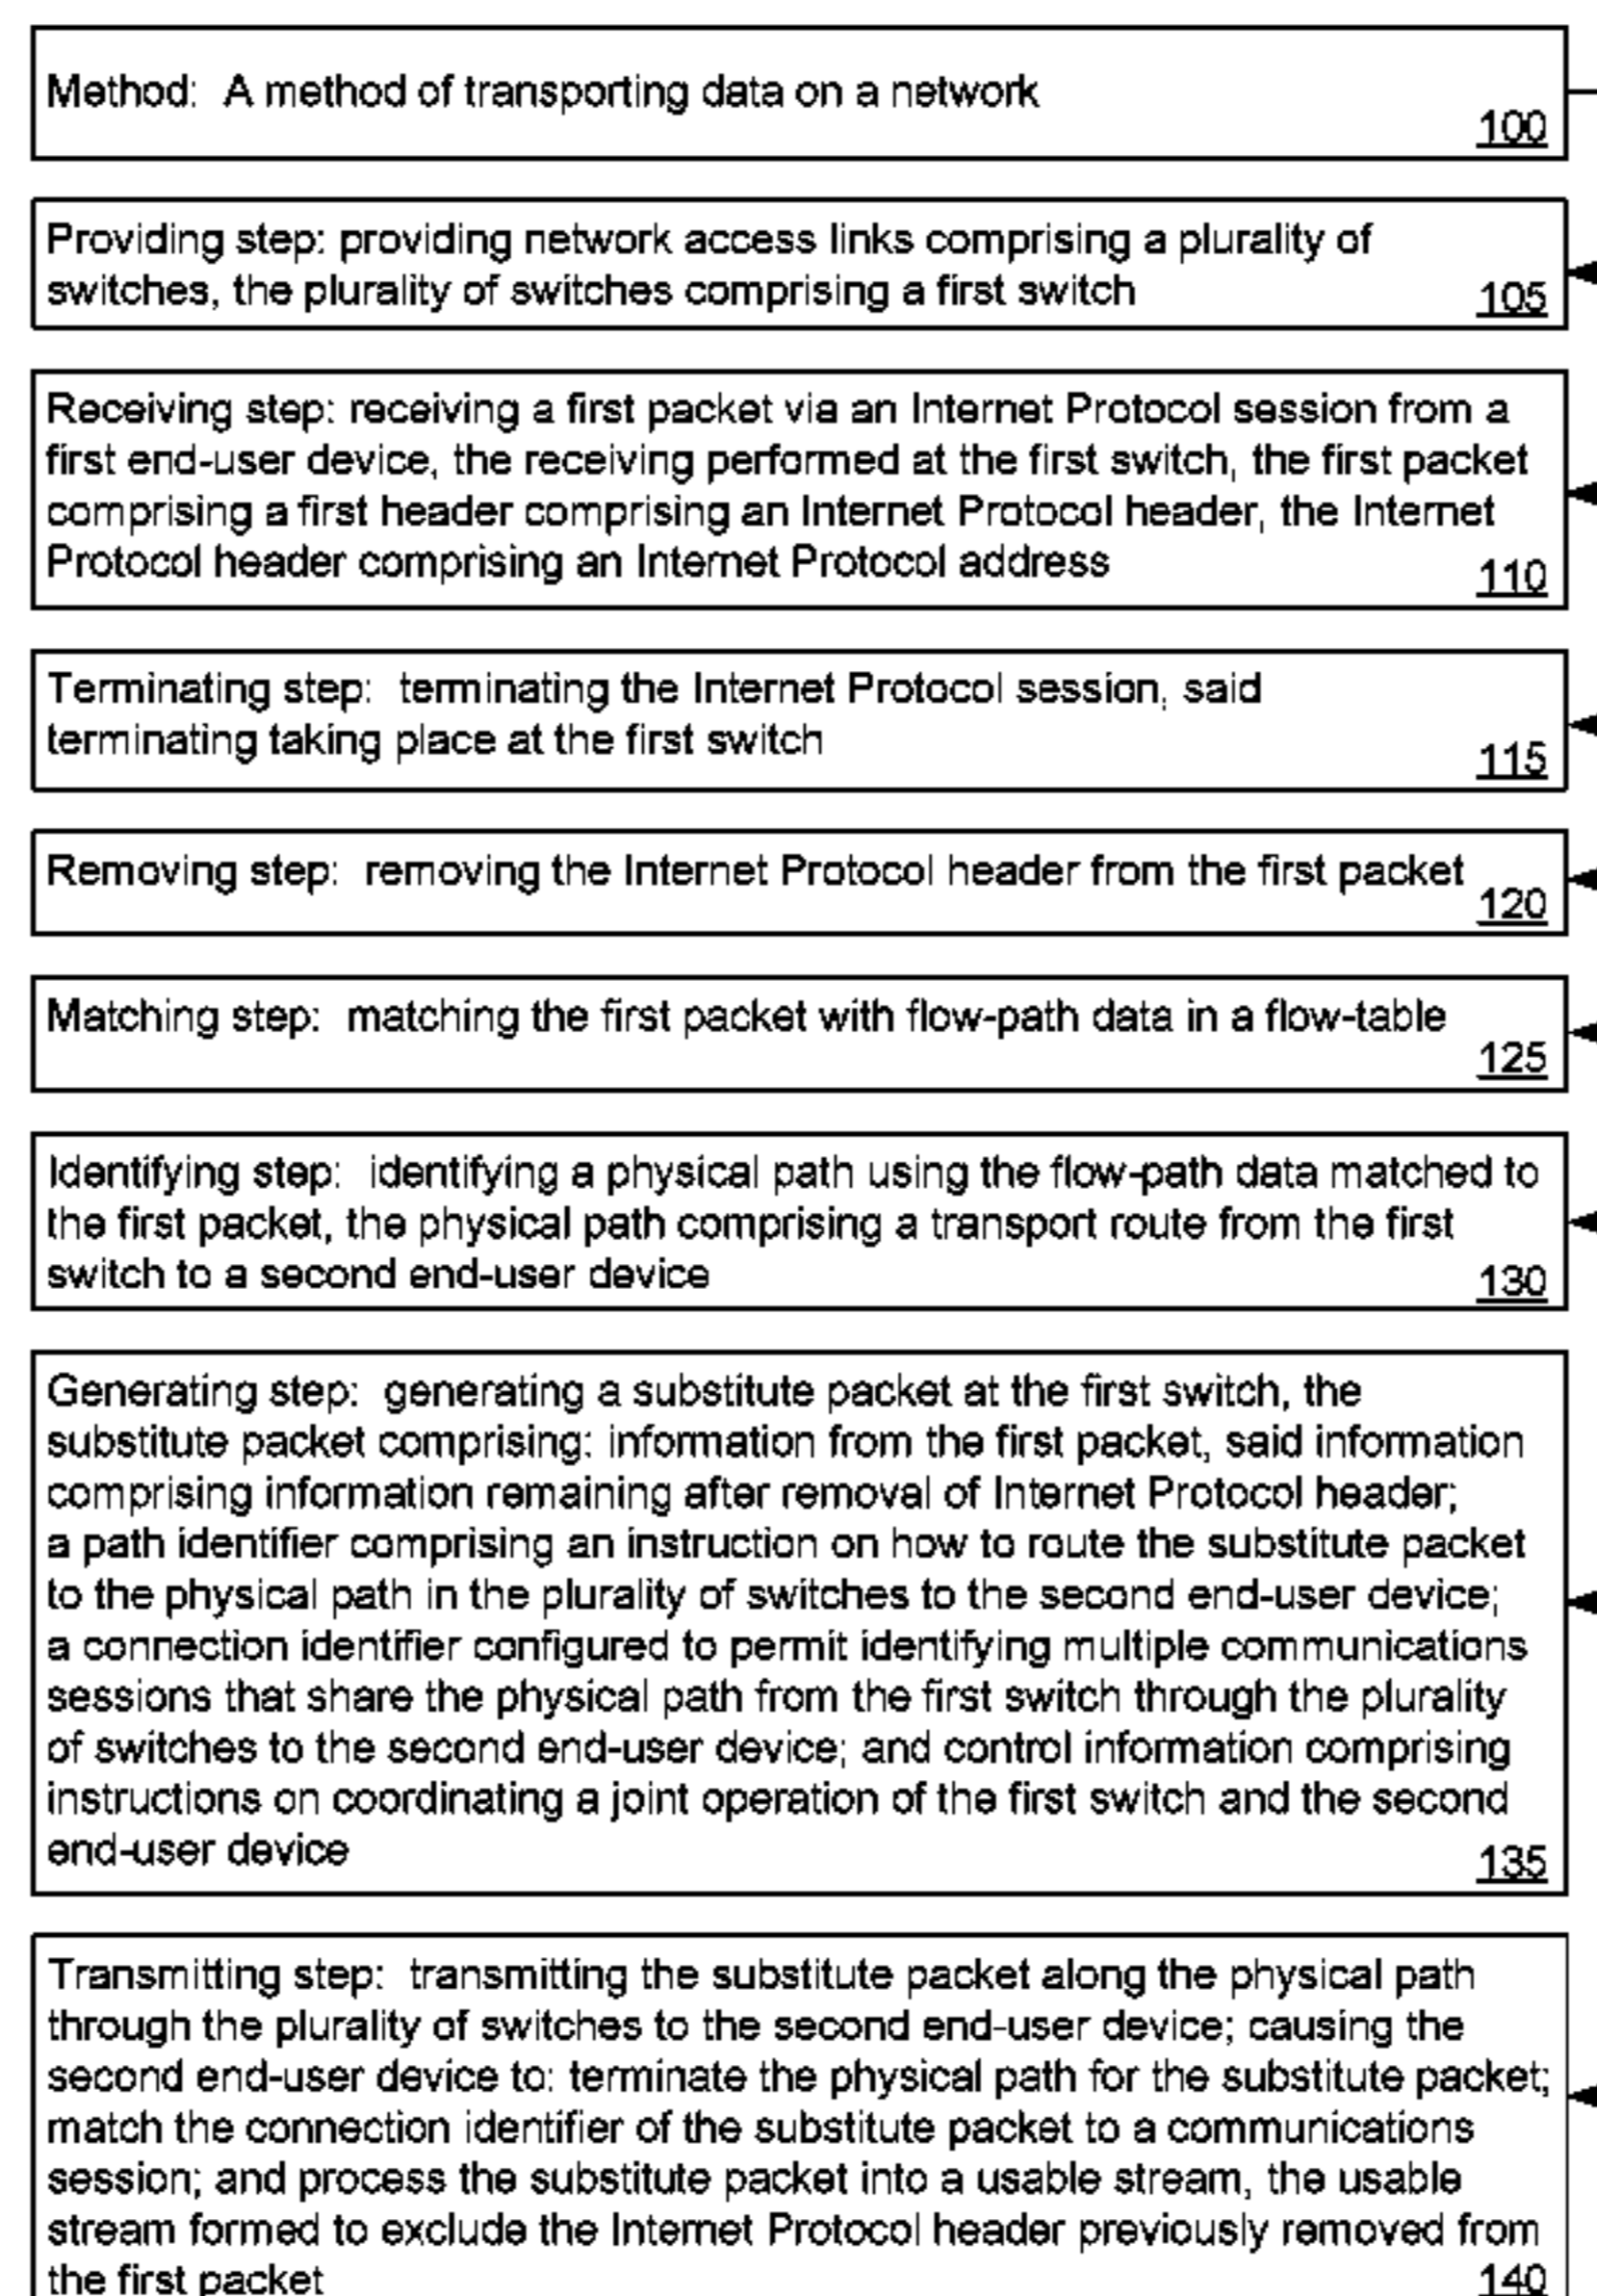 Method: A method of transporting data on a network
100
Providing step: providing network access links comprising a plurality of
switches, the plurality of switches comprising a first switch
105
Receiving step: receiving a first packet via an Internet Protocol session from a
first end-user device, the receiving performed at the first switch, the first packet
comprising a first header comprising an Internet Protocol header, the Internet
Protocol header comprising an Internet Protocol address
110
Terminating step: terminating the Internet Protocol session, said
terminating taking place at the first switch
115
Removing step: removing the Internet Protocol header from the first packet
120
Matching step: matching the first packet with flow-path data in a flow-table
125
Identifying step: identifying a physical path using the flow-path data matched to
the first packet, the physical path comprising a transport route from the first
switch to a second end-user device
130
Generating step: generating a substitute packet at the first switch, the
substitute packet comprising: information from the first packet, said information
comprising information remaining after removal of Internet Protocol header;
a path identifier comprising an instruction on how to route the substitute packet
to the physical path in the plurality of switches to the second end-user device;
a connection identifier configured to permit identifying multiple communications
sessions that share the physical path from the first switch through the plurality
of switches to the second end-user device; and control information comprising
instructions on coordinating a joint operation of the first switch and the second
end-user device
135
Transmitting step: transmitting the substitute packet along the physical path
through the plurality of switches to the second end-user device; causing the
second end-user device to: terminate the physical path for the substitute packet;
match the connection identifier of the substitute packet to a communications
session; and process the substitute packet into a usable stream, the usable
stream formed to exclude the Internet Protocol header previously removed from
the first packet
140